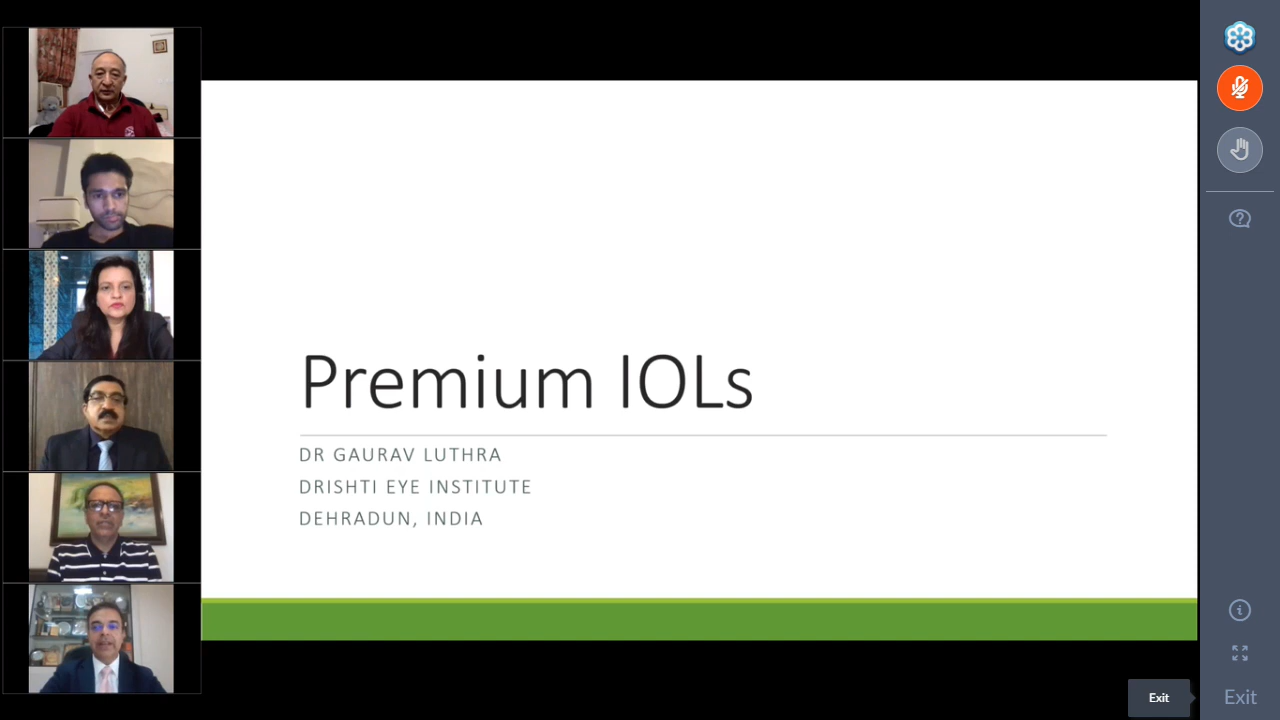 Premium IOLs
DR GAURAV LUTHRA
DRISHTI EYE INSTITUTE
DEHRADUN, INDIA
Exit
Exit